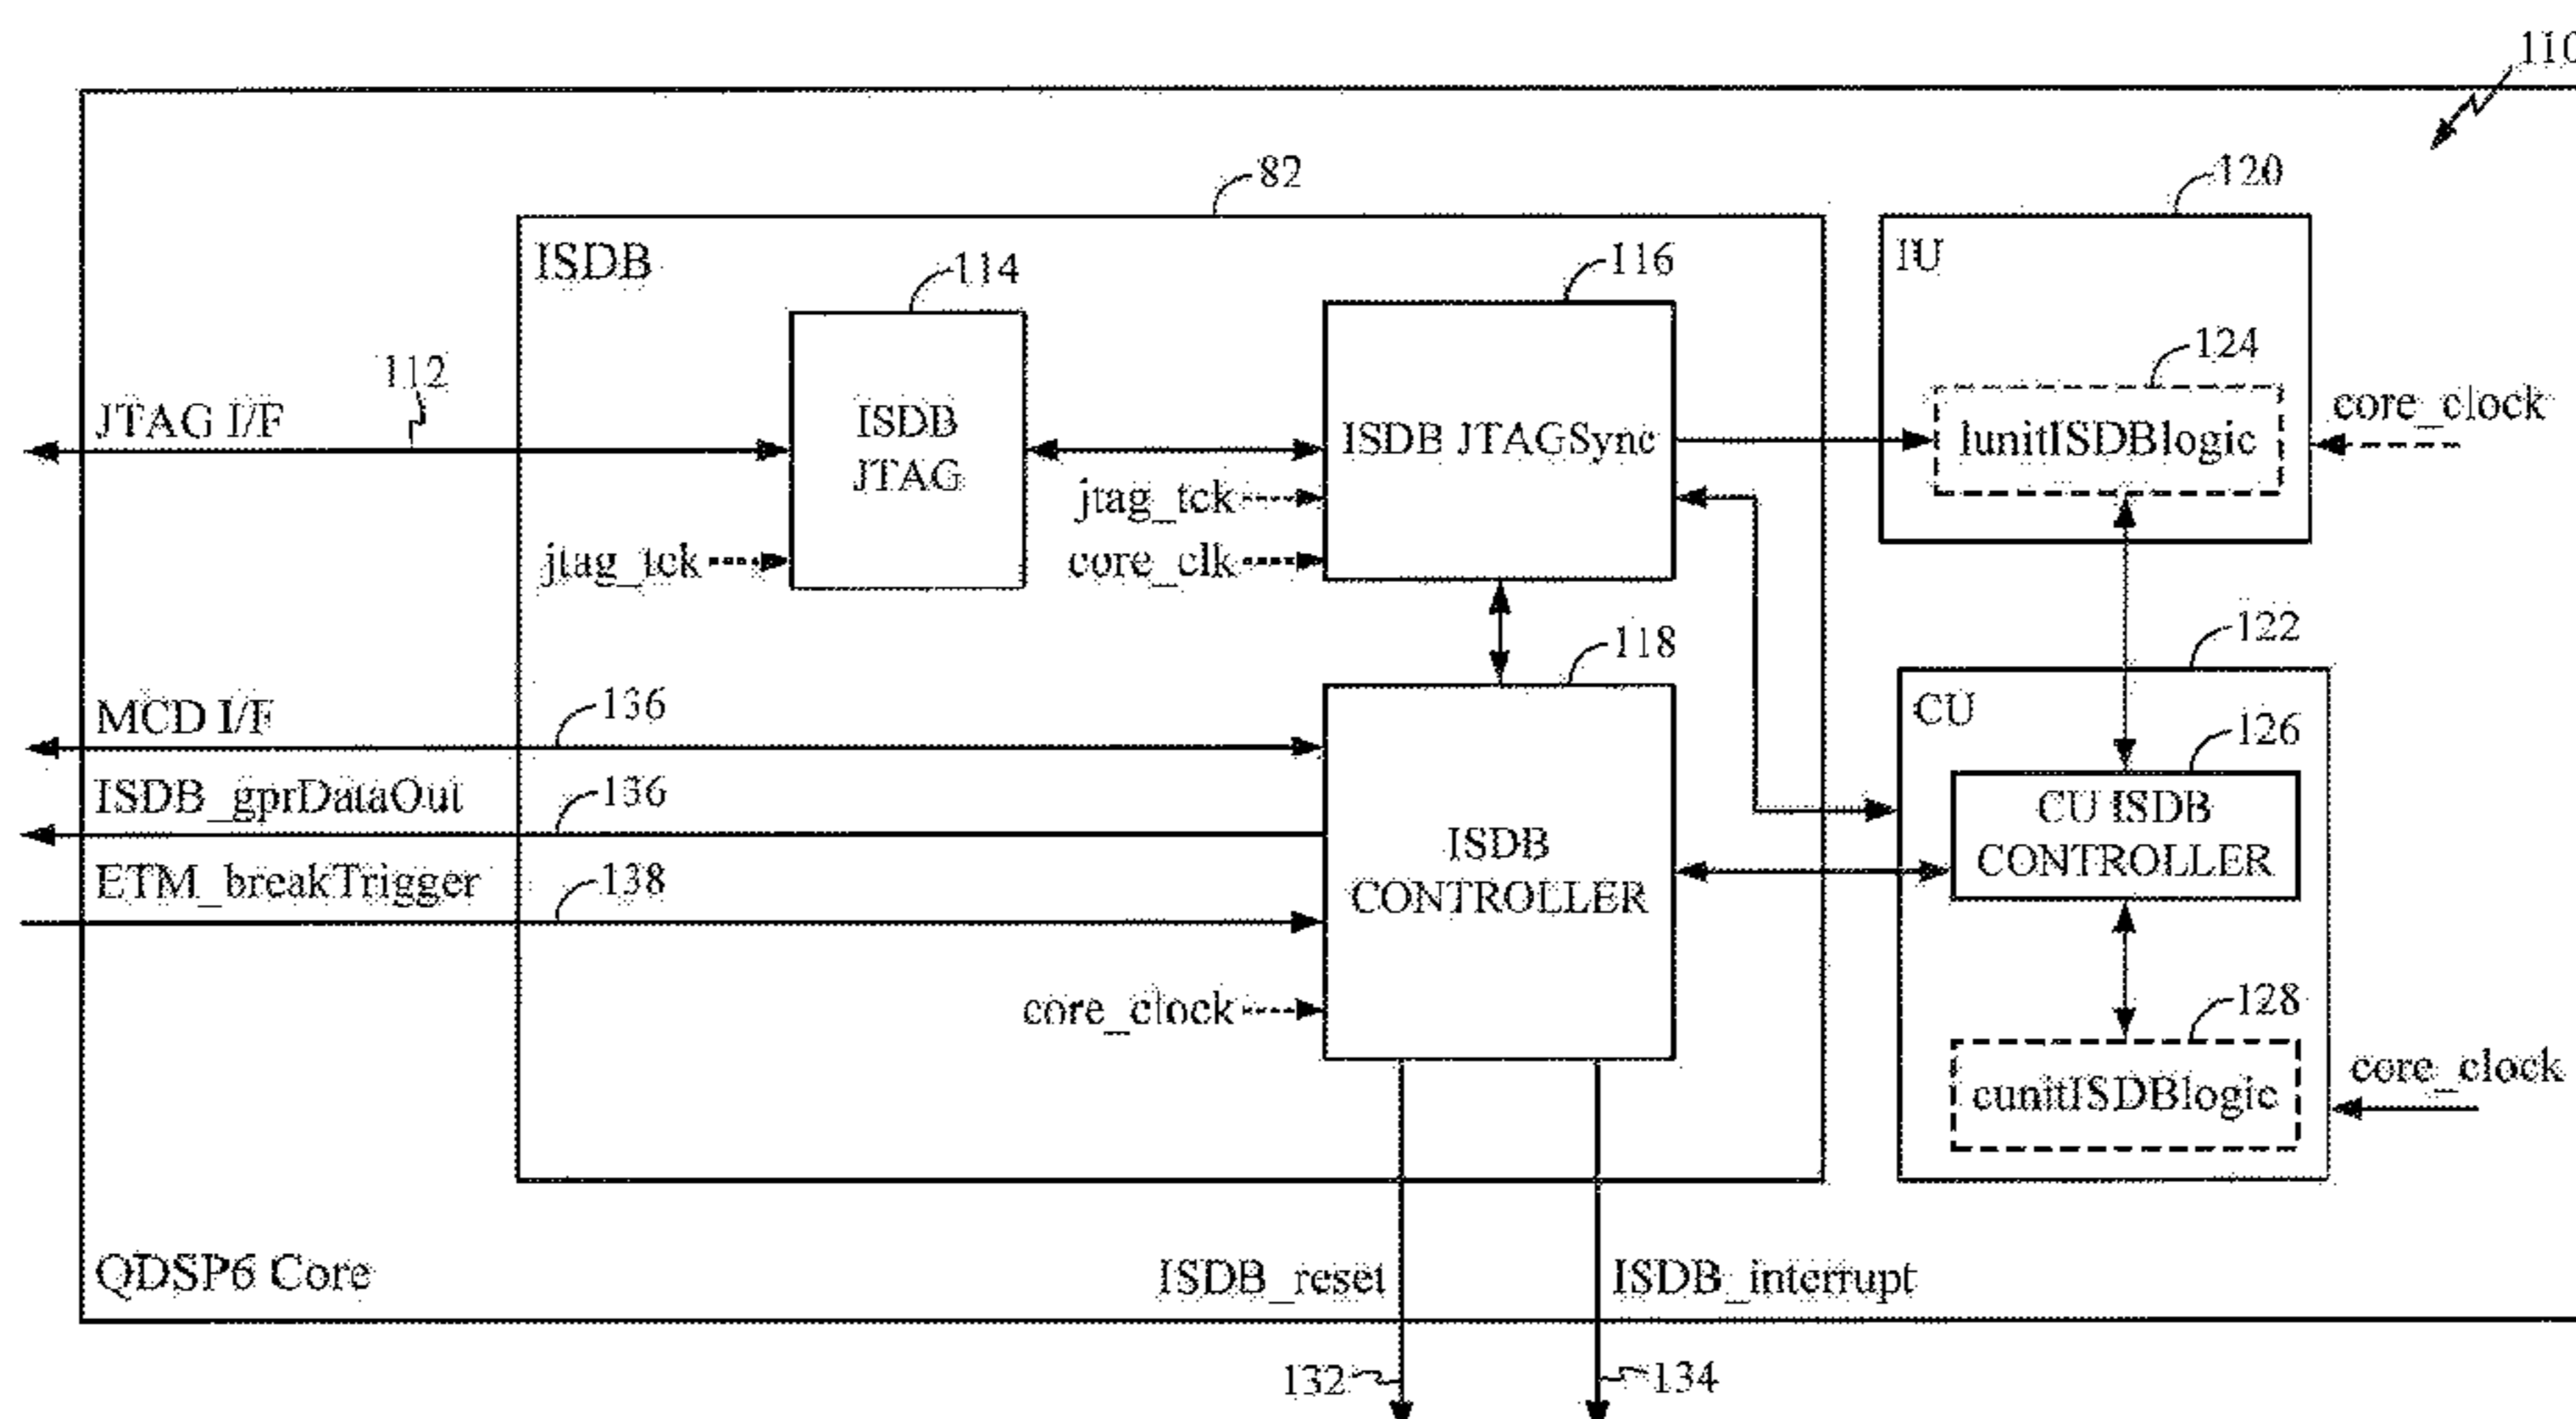 110
82
120
ISDB
IU
114
116
124
112
JTAG I/F
ISDB
JTAG
ISDB JTAGSync
IunitISDBlogic
core_clock
jtag_tck
jtag_tck
core_clk
118
122
MCD I/F
136
CU
126
ISDB_gprDataOut
136
CU ISDB
CONTROLLER
ISDB
CONTROLLER
ETM_breakTrigger
138
core_clock
128
cunitISDBlogic
core_clock
QDSP6 Core
ISDB_reset
ISDB_interrupt
132
134